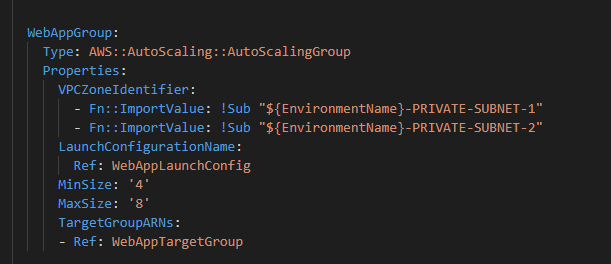 WebAppGroup:
  Type: AWS::AutoScaling::AutoScalingGroup
  Properties:
    VPCZoneIdentifier:
      - Fn::ImportValue: !Sub "${EnvironmentName}-PRIVATE-SUBNET-1"
      - Fn::ImportValue: !Sub "${EnvironmentName}-PRIVATE-SUBNET-2"
    LaunchConfigurationName:
      Ref: WebAppLaunchConfig
    MinSize: '4'
    MaxSize: '8'
    TargetGroupARNs:
    - Ref: WebAppTargetGroup